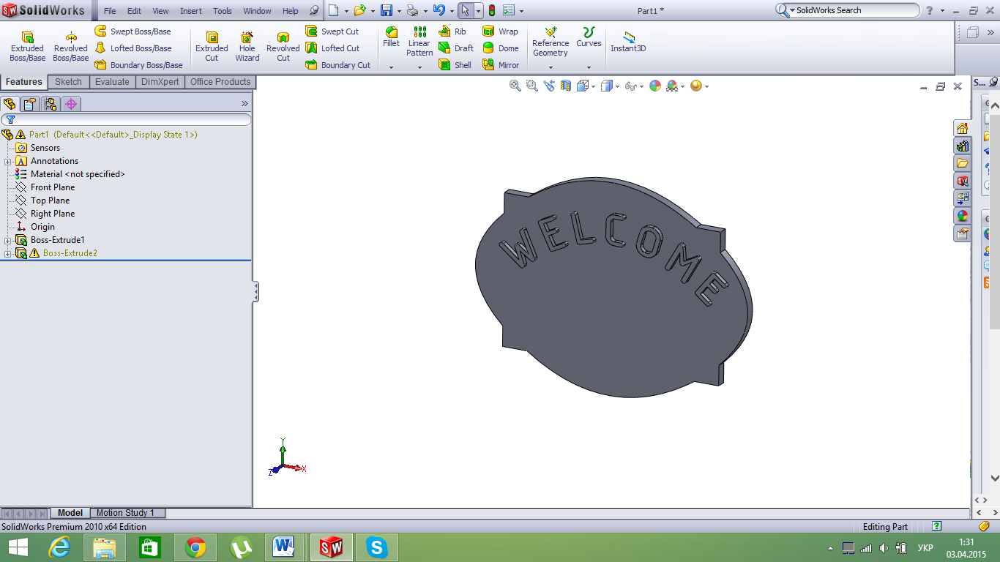 SolidWorks File Edit View Insert Tools Window Help Part1 * SolidWorks Search
Extruded Boss/Base Revolved Boss/Base Swept Boss/Base Extruded Cut Hole Wizard Revolved Cut Swept Cut Fillet Linear Pattern Rib Wrap Reference Geometry Curves Instant3D
Lofted Boss/Base Lofted Cut Draft Dome
Boundary Boss/Base Boundary Cut Shell Mirror
Features Sketch Evaluate DimXpert Office Products
S...
Part1 (Default<<Default>_Display State 1>)
Sensors
Annotations
Material <not specified>
Front Plane
Top Plane
Right Plane
Origin
Boss-Extrude1
Boss-Extrude2
WELCOME
Y
X
Z
Model Motion Study 1
SolidWorks Premium 2010 x64 Edition Editing Part
УКР 1:31
03.04.2015